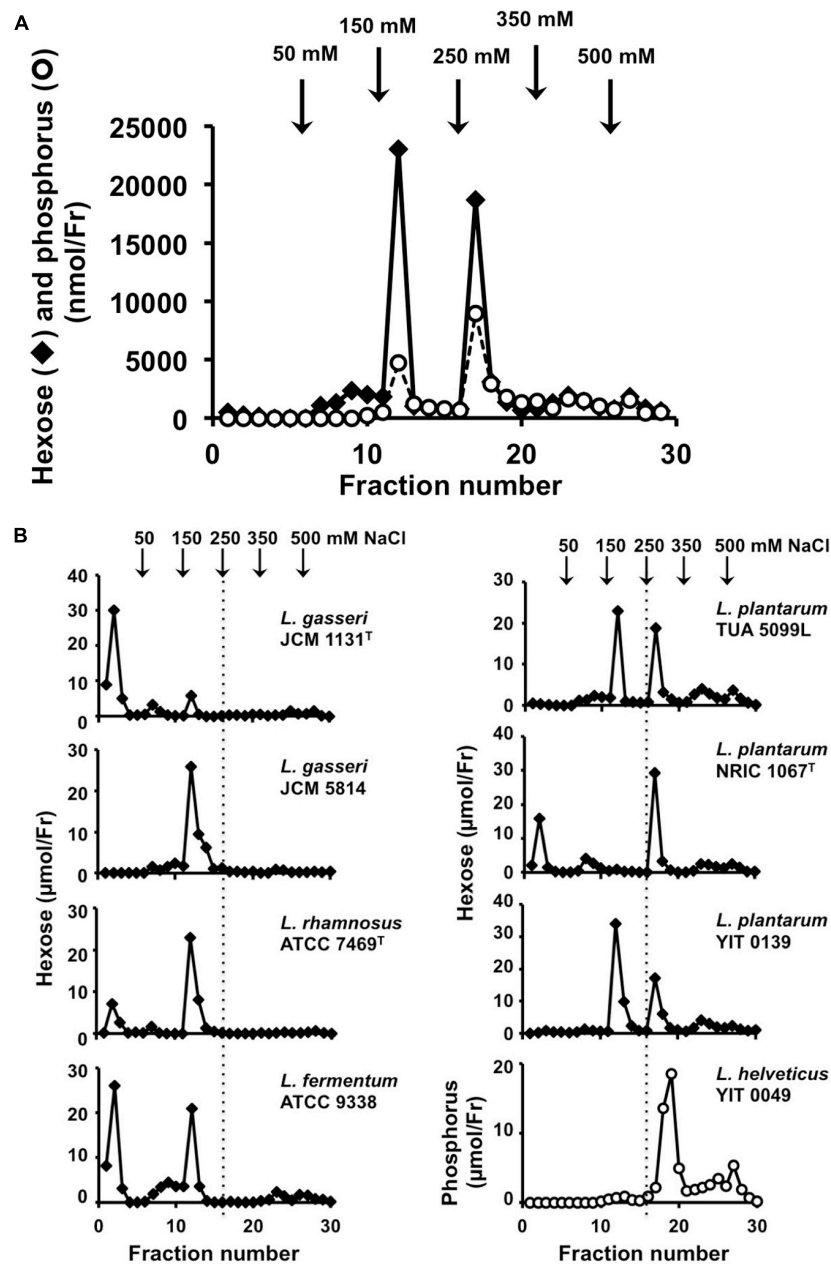 A
50 mM
150 mM
250 mM
350 mM
500 mM
Hexose (◆) and phosphorus (O)
(nmol/Fr)
25000
20000
15000
10000
5000
0
0 10 20 30
Fraction number
B
50 150 250 350 500 mM NaCl
40
30
20
10
0
L. gasseri
JCM 1131ᵀ
30
20
10
0
L. gasseri
JCM 5814
Hexose (µmol/Fr)
30
20
10
0
L. rhamnosus
ATCC 7469ᵀ
30
20
10
0
L. fermentum
ATCC 9338
0 10 20 30
Fraction number
50 150 250 350 500 mM NaCl
30
20
10
0
L. plantarum
TUA 5099L
40
30
20
10
0
L. plantarum
NRIC 1067ᵀ
Hexose (µmol/Fr)
40
30
20
10
0
L. plantarum
YIT 0139
20
10
0
L. helveticus
YIT 0049
Phosphorus
(µmol/Fr)
0 10 20 30
Fraction number